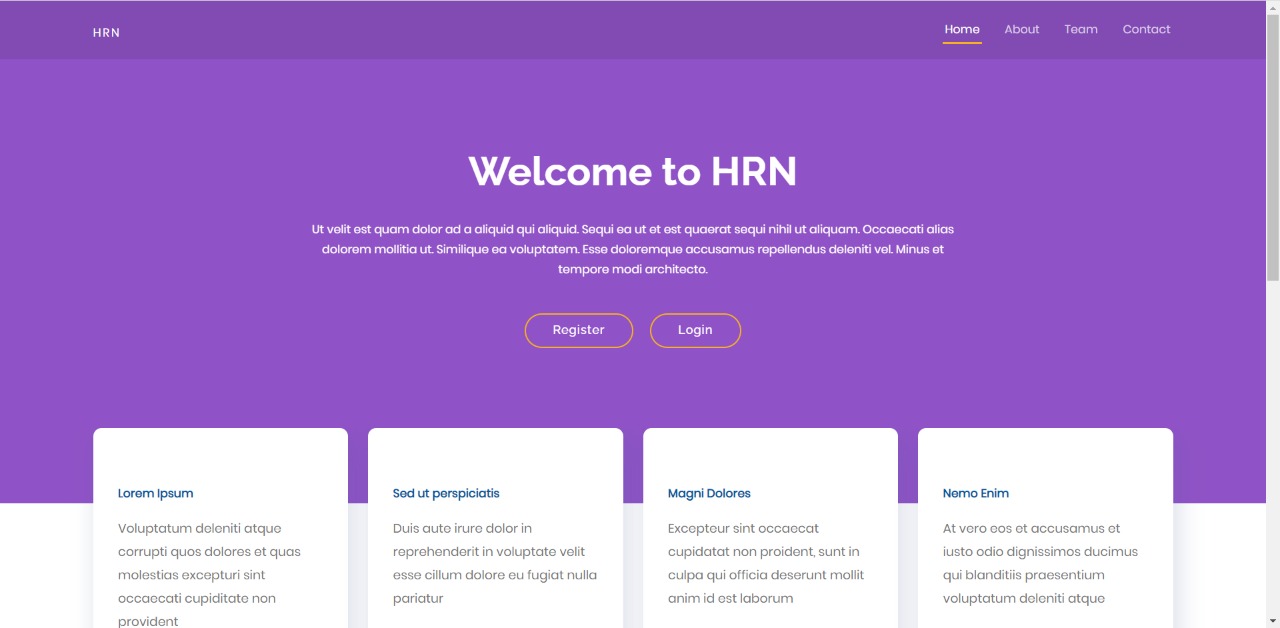 HRN
Home About Team Contact
Welcome to HRN
Ut velit est quam dolor ad a aliquid qui aliquid. Sequi ea ut et est quaerat sequi nihil ut aliquam. Occaecati alias
dolorem mollitia ut. Similique ea voluptatem. Esse doloremque accusamus repellendus deleniti vel. Minus et
tempore modi architecto.
Register Login
Lorem Ipsum
Voluptatum deleniti atque
corrupti quos dolores et quas
molestias excepturi sint
occaecati cupiditate non
provident
Sed ut perspiciatis
Duis aute irure dolor in
reprehenderit in voluptate velit
esse cillum dolore eu fugiat nulla
pariatur
Magni Dolores
Excepteur sint occaecat
cupidatat non proident, sunt in
culpa qui officia deserunt mollit
anim id est laborum
Nemo Enim
At vero eos et accusamus et
iusto odio dignissimos ducimus
qui blanditiis praesentium
voluptatum deleniti atque